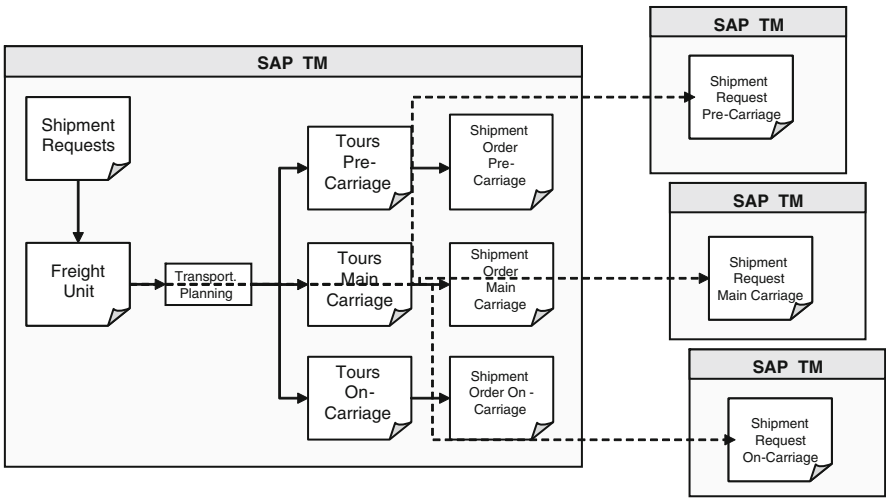 SAP TM
Shipment
Requests
Freight
Unit
Transport.
Planning
Tours
Pre-
Carriage
Shipment
Order
Pre-
Carriage
Tours
Main
Carriage
Shipment
Order
Main
Carriage
Tours
On-
Carriage
Shipment
Order On -
Carriage
SAP TM
Shipment
Request
Pre-Carriage
SAP TM
Shipment
Request
Main Carriage
SAP TM
Shipment
Request
On-Carriage